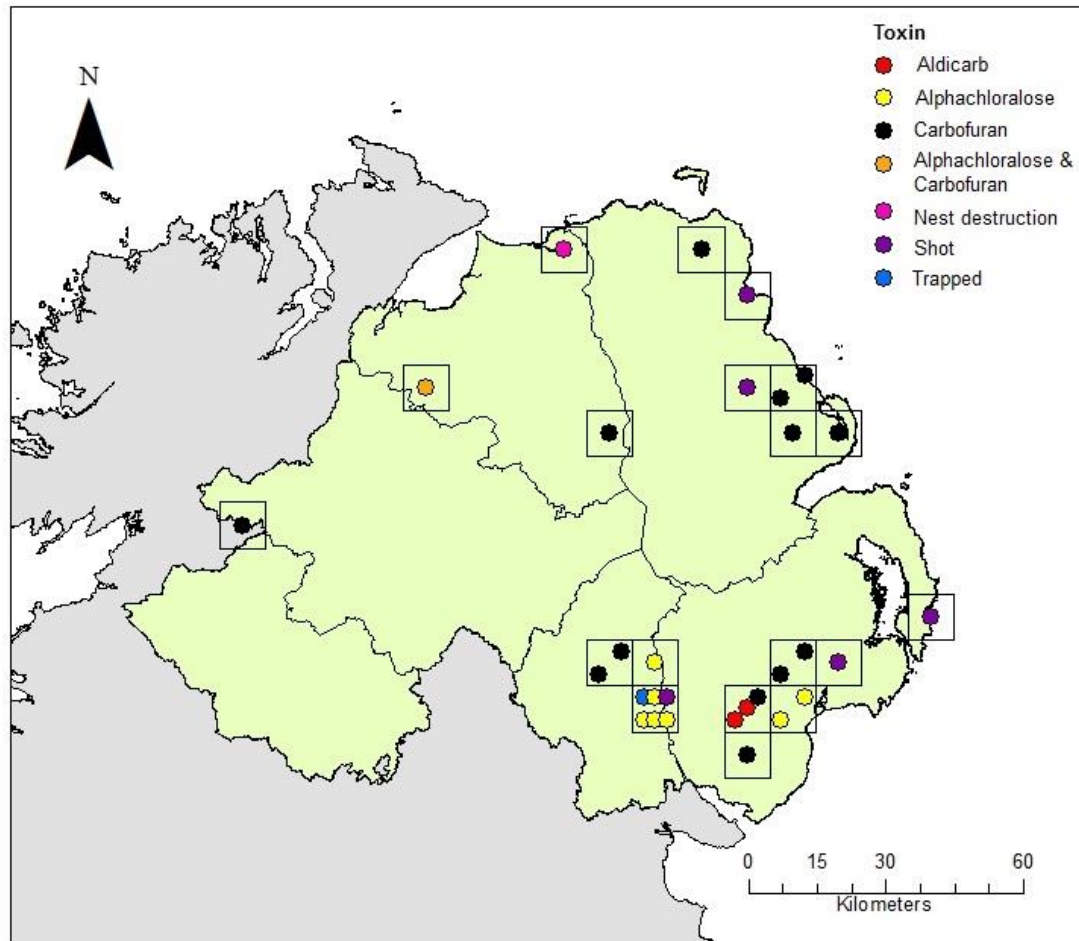 Toxin
N
Aldicarb
Alphachloralose
Carbofuran
Alphachloralose &
Carbofuran
Nest destruction
Shot
Trapped
0 15 30 60
Kilometers